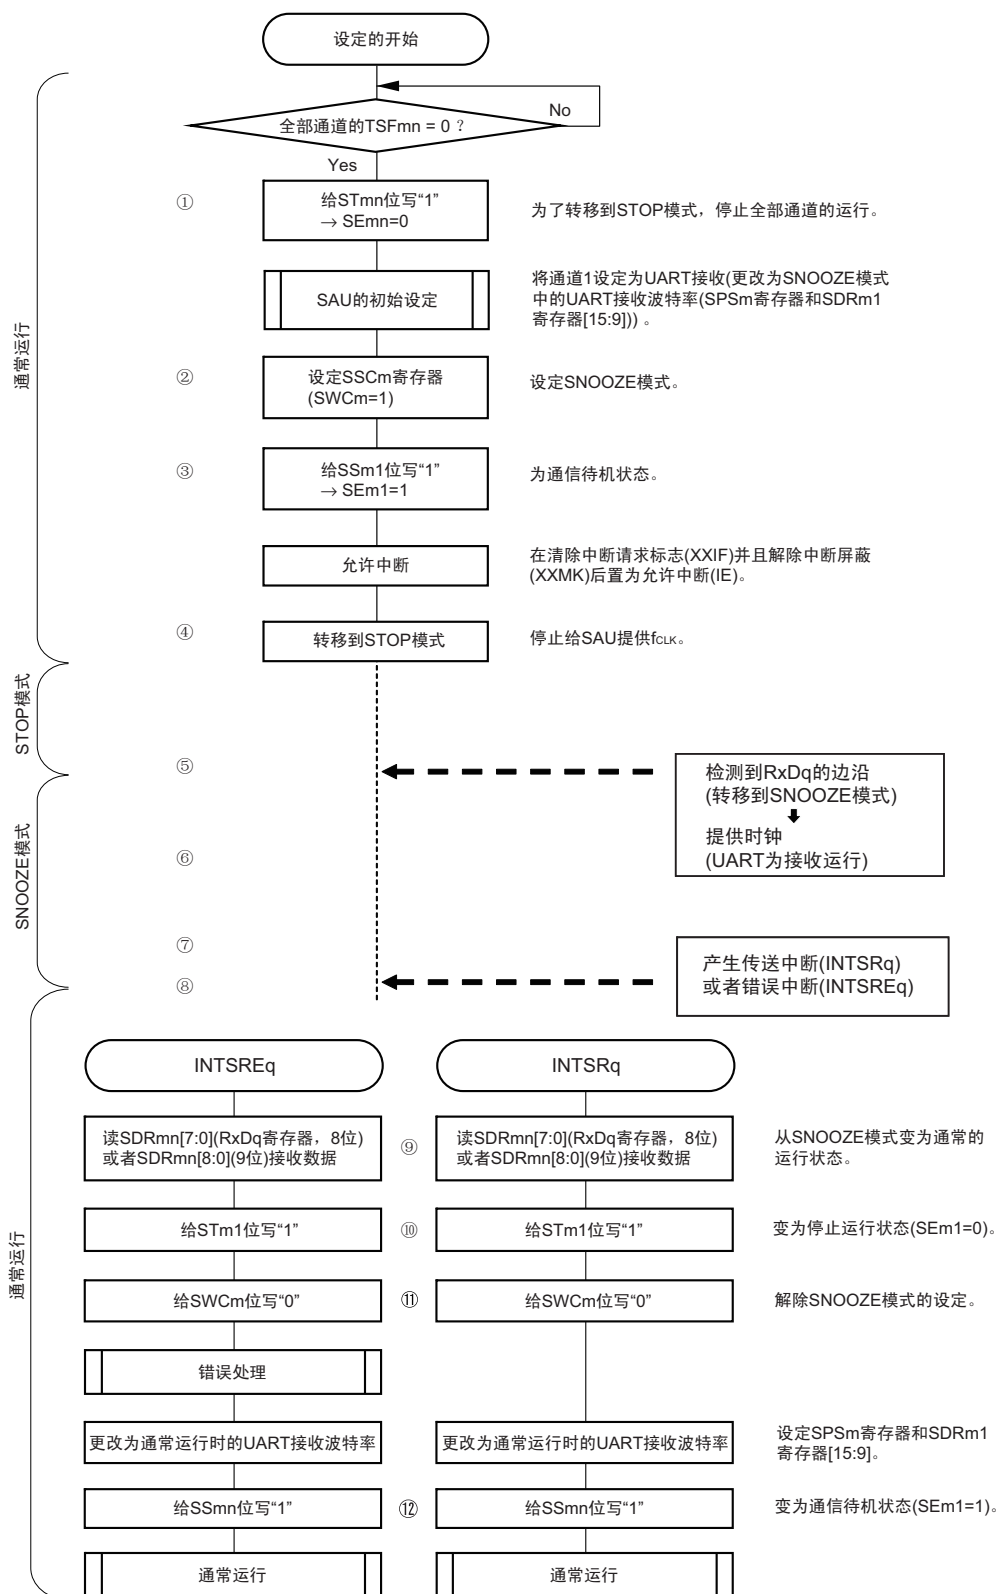 设定的开始
No
全部通道的TSFmn = 0 ?
Yes
①
给STmn位写“1”
→ SEmn=0
为了转移到STOP模式，停止全部通道的运行。
SAU的初始设定
将通道1设定为UART接收(更改为SNOOZE模式
中的UART接收波特率(SPSm寄存器和SDRm1
寄存器[15:9])) 。
通常运行
②
设定SSCm寄存器
(SWCm=1)
设定SNOOZE模式。
③
给SSm1位写“1”
→ SEm1=1
为通信待机状态。
允许中断
在清除中断请求标志(XXIF)并且解除中断屏蔽
(XXMK)后置为允许中断(IE)。
④
转移到STOP模式
停止给SAU提供fCLK。
STOP模式
⑤
检测到RxDq的边沿
(转移到SNOOZE模式)
提供时钟
(UART为接收运行)
SNOOZE模式
⑥
⑦
⑧
产生传送中断(INTSRq)
或者错误中断(INTSREq)
INTSREq
INTSRq
读SDRmn[7:0](RxDq寄存器，8位)
或者SDRmn[8:0](9位)接收数据
⑨
读SDRmn[7:0](RxDq寄存器，8位)
或者SDRmn[8:0](9位)接收数据
从SNOOZE模式变为通常的
运行状态。
给STm1位写“1”
⑩
给STm1位写“1”
变为停止运行状态(SEm1=0)。
通常运行
给SWCm位写“0”
⑪
给SWCm位写“0”
解除SNOOZE模式的设定。
错误处理
更改为通常运行时的UART接收波特率
更改为通常运行时的UART接收波特率
设定SPSm寄存器和SDRm1
寄存器[15:9]。
给SSmn位写“1”
⑫
给SSmn位写“1”
变为通信待机状态(SEm1=1)。
通常运行
通常运行